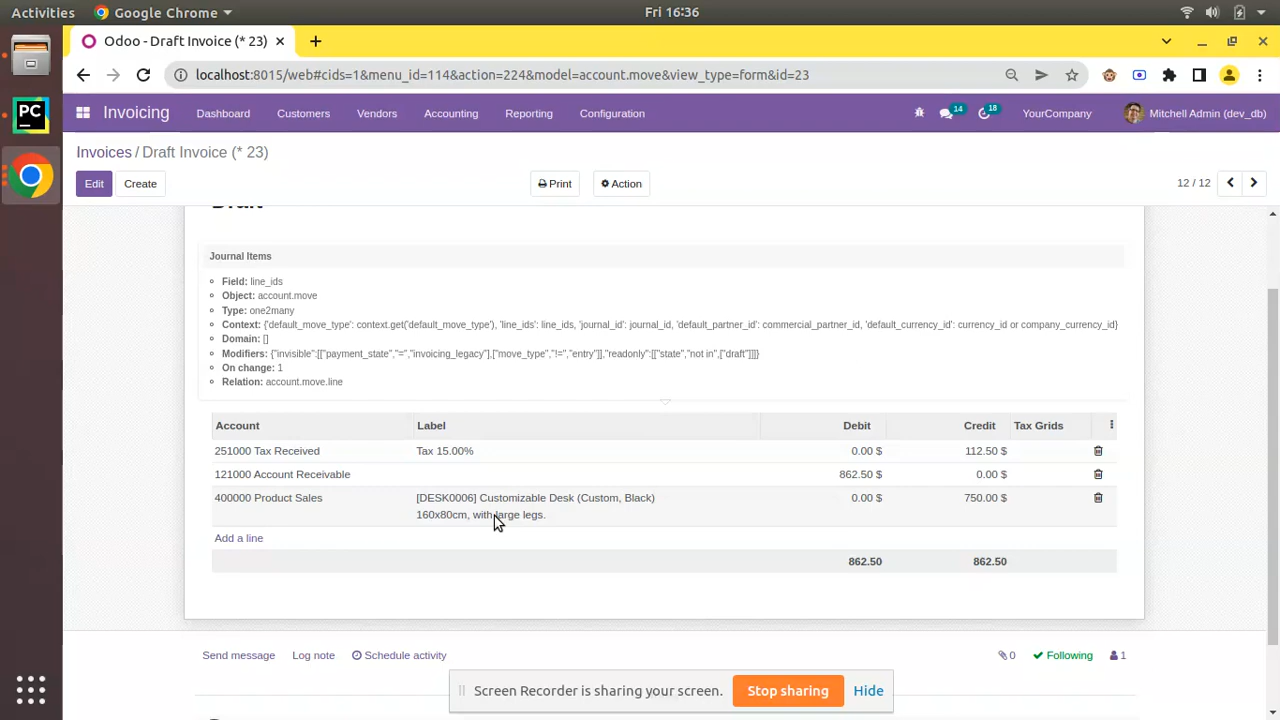 Activities Google Chrome Fri 16:36
Odoo - Draft Invoice (* 23)
localhost:8015/web#cids=1&menu_id=114&action=224&model=account.move&view_type=form&id=23
Invoicing Dashboard Customers Vendors Accounting Reporting Configuration 14 18 YourCompany Mitchell Admin (dev_db)
Invoices / Draft Invoice (* 23)
Edit Create Print Action 12 / 12
Draft
Journal Items
Field: line_ids
Object: account.move
Type: one2many
Context: {'default_move_type': context.get('default_move_type'), 'line_ids': line_ids, 'journal_id': journal_id, 'default_partner_id': commercial_partner_id, 'default_currency_id': currency_id or company_currency_id}
Domain: []
Modifiers: {"invisible":[["payment_state","=","invoicing_legacy"],["move_type","!=","entry"]],"readonly":[["state","not in",["draft"]]]}
On change: 1
Relation: account.move.line
Account Label Debit Credit Tax Grids
251000 Tax Received Tax 15.00% 0.00 $ 112.50 $
121000 Account Receivable 862.50 $ 0.00 $
400000 Product Sales [DESK0006] Customizable Desk (Custom, Black) 0.00 $ 750.00 $
160x80cm, with large legs.
Add a line
862.50 862.50
Send message Log note Schedule activity 0 Following 1
Screen Recorder is sharing your screen. Stop sharing Hide
PC